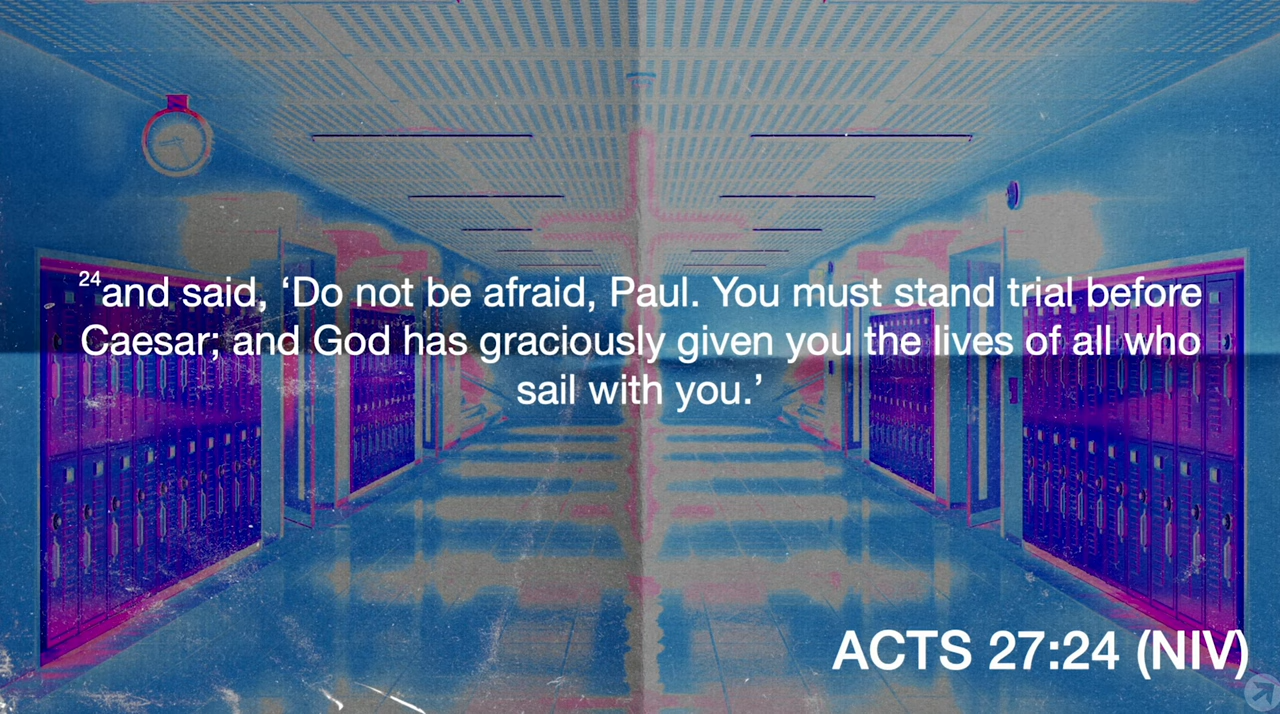 24and said, ‘Do not be afraid, Paul. You must stand trial before
Caesar; and God has graciously given you the lives of all who
sail with you.’
ACTS 27:24 (NIV)